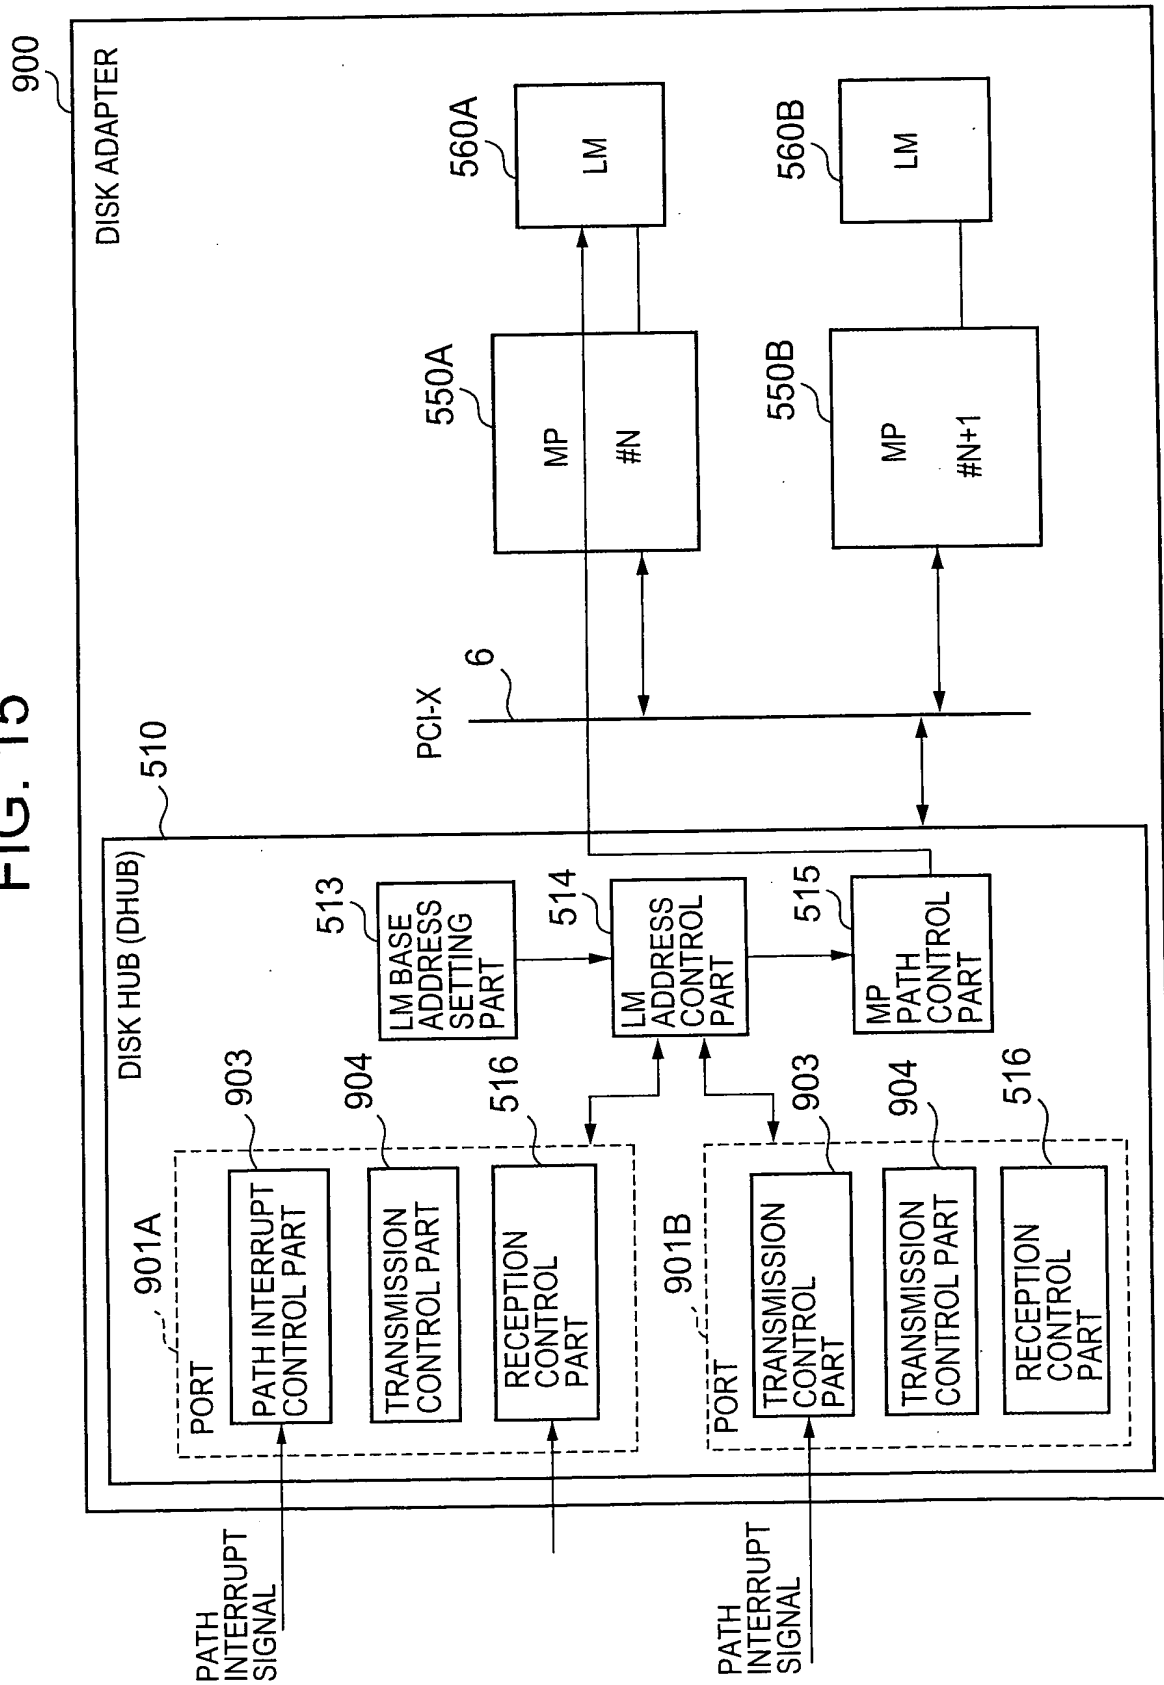 FIG. 15
900
DISK ADAPTER
510
DISK HUB (DHUB)
901A
PORT
903
PATH INTERRUPT
CONTROL PART
904
TRANSMISSION
CONTROL PART
516
RECEPTION
CONTROL
PART
PATH
INTERRUPT
SIGNAL
901B
PORT
903
TRANSMISSION
CONTROL
PART
904
TRANSMISSION
CONTROL PART
516
RECEPTION
CONTROL
PART
PATH
INTERRUPT
SIGNAL
513
LM BASE
ADDRESS
SETTING
PART
514
LM
ADDRESS
CONTROL
PART
515
MP
PATH
CONTROL
PART
PCI-X
6
550A
MP
#N
560A
LM
550B
MP
#N+1
560B
LM